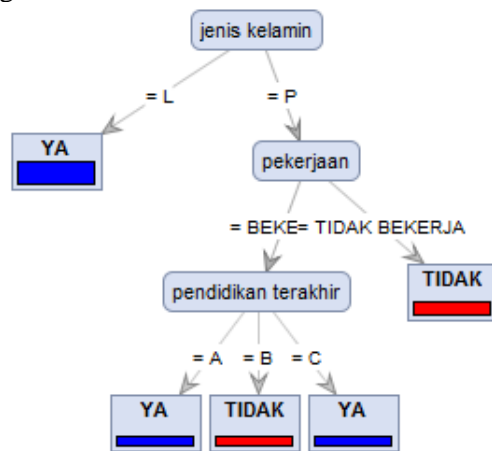 g
jenis kelamin
= L
= P
YA
pekerjaan
= BEKE= TIDAK BEKERJA
pendidikan terakhir
TIDAK
= A
= B
= C
YA
TIDAK
YA